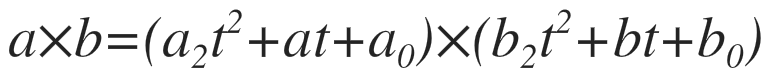 a×b=(a₂t²+at+a₀)×(b₂t²+bt+b₀)